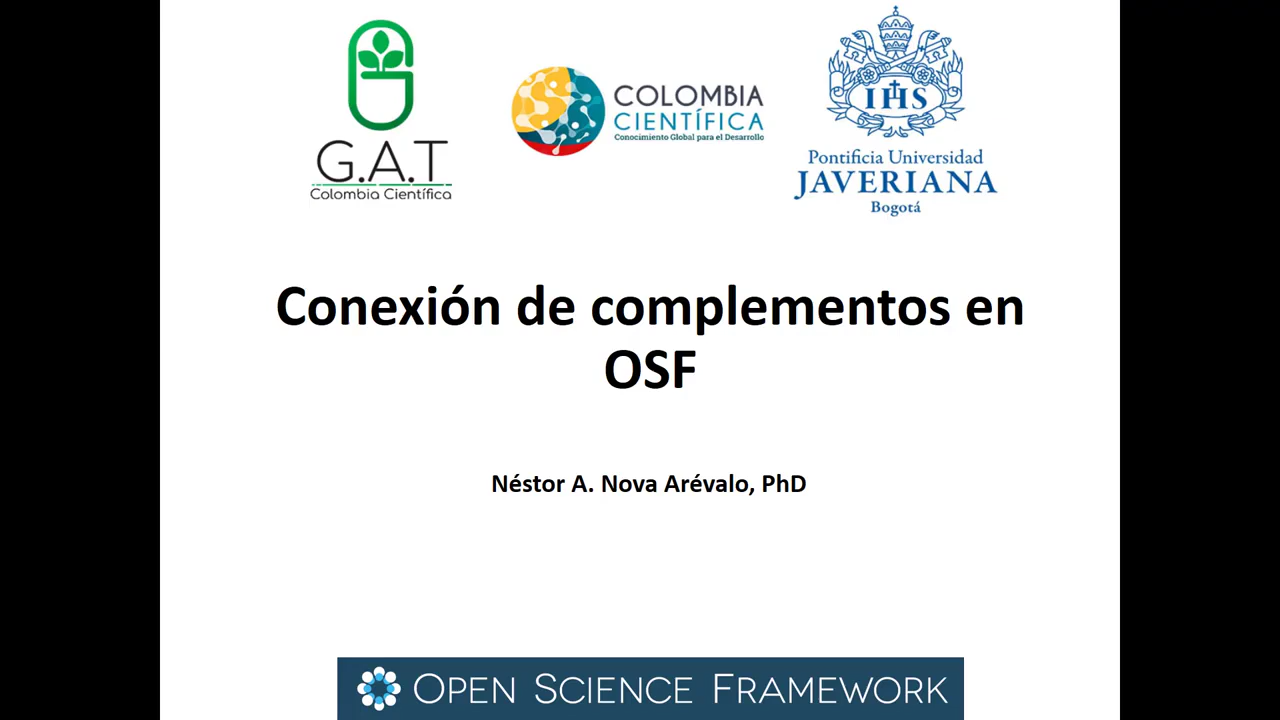 G.A.T
Colombia Científica
COLOMBIA
CIENTÍFICA
Conocimiento Global para el Desarrollo
IHS
Pontificia Universidad
JAVERIANA
Bogotá
Conexión de complementos en
OSF
Néstor A. Nova Arévalo, PhD
OPEN SCIENCE FRAMEWORK